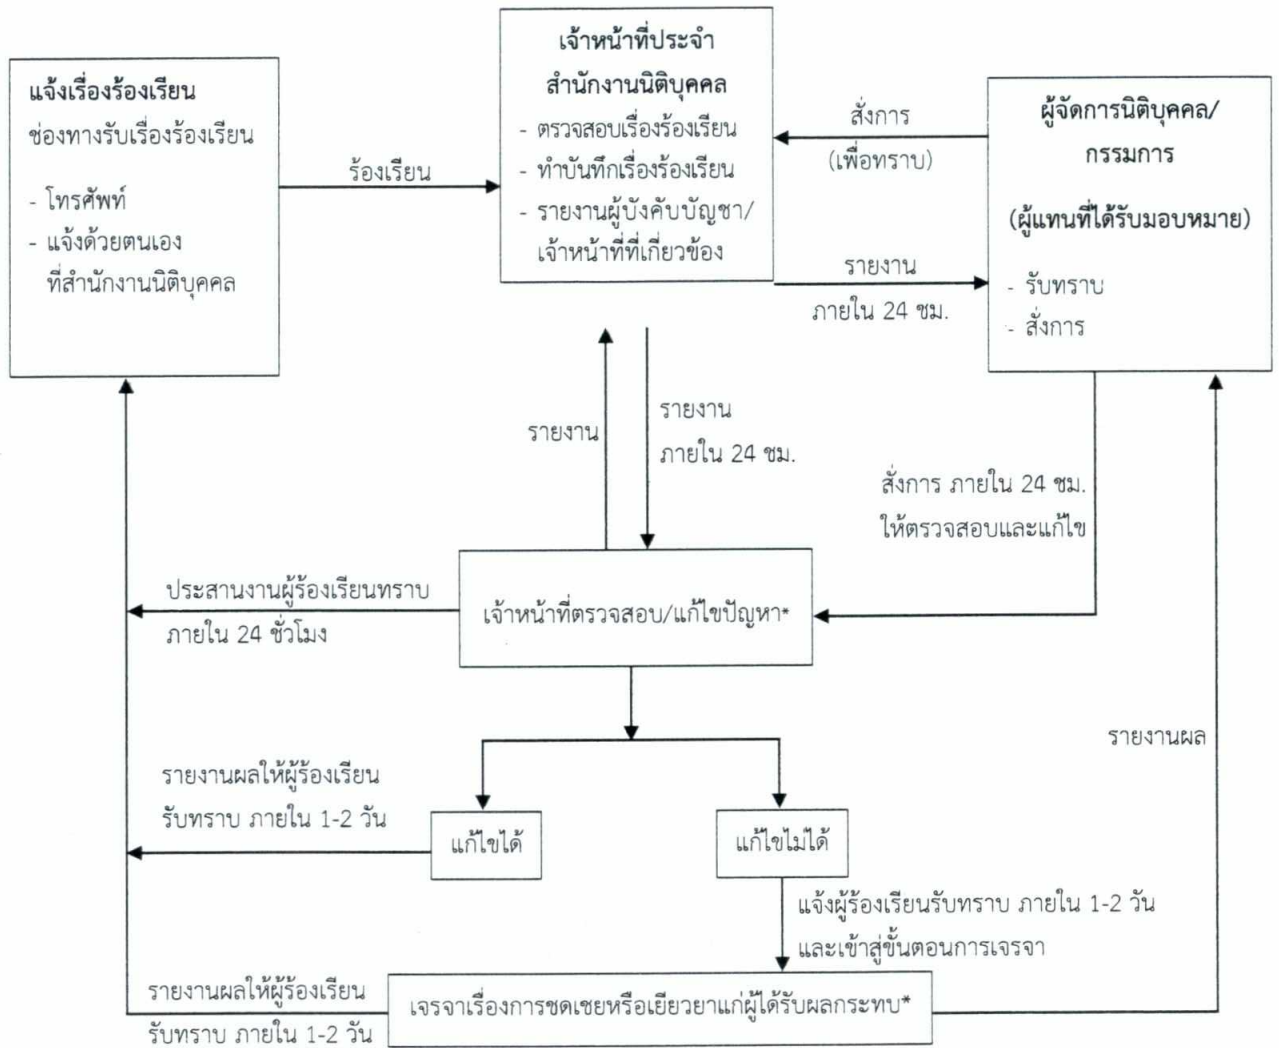 แจ้งเรื่องร้องเรียน
ช่องทางรับเรื่องร้องเรียน
- โทรศัพท์
- แจ้งด้วยตนเอง
ที่สำนักงานนิติบุคคล
ร้องเรียน
เจ้าหน้าที่ประจำ
สำนักงานนิติบุคคล
- ตรวจสอบเรื่องร้องเรียน
- ทำบันทึกเรื่องร้องเรียน
- รายงานผู้บังคับบัญชา/
เจ้าหน้าที่ที่เกี่ยวข้อง
สั่งการ
(เพื่อทราบ)
รายงาน
ภายใน 24 ชม.
ผู้จัดการนิติบุคคล/
กรรมการ
(ผู้แทนที่ได้รับมอบหมาย)
- รับทราบ
- สั่งการ
รายงาน
รายงาน
ภายใน 24 ชม.
สั่งการ ภายใน 24 ชม.
ให้ตรวจสอบและแก้ไข
ประสานงานผู้ร้องเรียนทราบ
ภายใน 24 ชั่วโมง
เจ้าหน้าที่ตรวจสอบ/แก้ไขปัญหา*
รายงานผล
รายงานผลให้ผู้ร้องเรียน
รับทราบ ภายใน 1-2 วัน
แก้ไขได้
แก้ไขไม่ได้
แจ้งผู้ร้องเรียนรับทราบ ภายใน 1-2 วัน
และเข้าสู่ขั้นตอนการเจรจา
รายงานผลให้ผู้ร้องเรียน
รับทราบ ภายใน 1-2 วัน
เจรจาเรื่องการชดเชยหรือเยียวยาแก่ผู้ได้รับผลกระทบ*